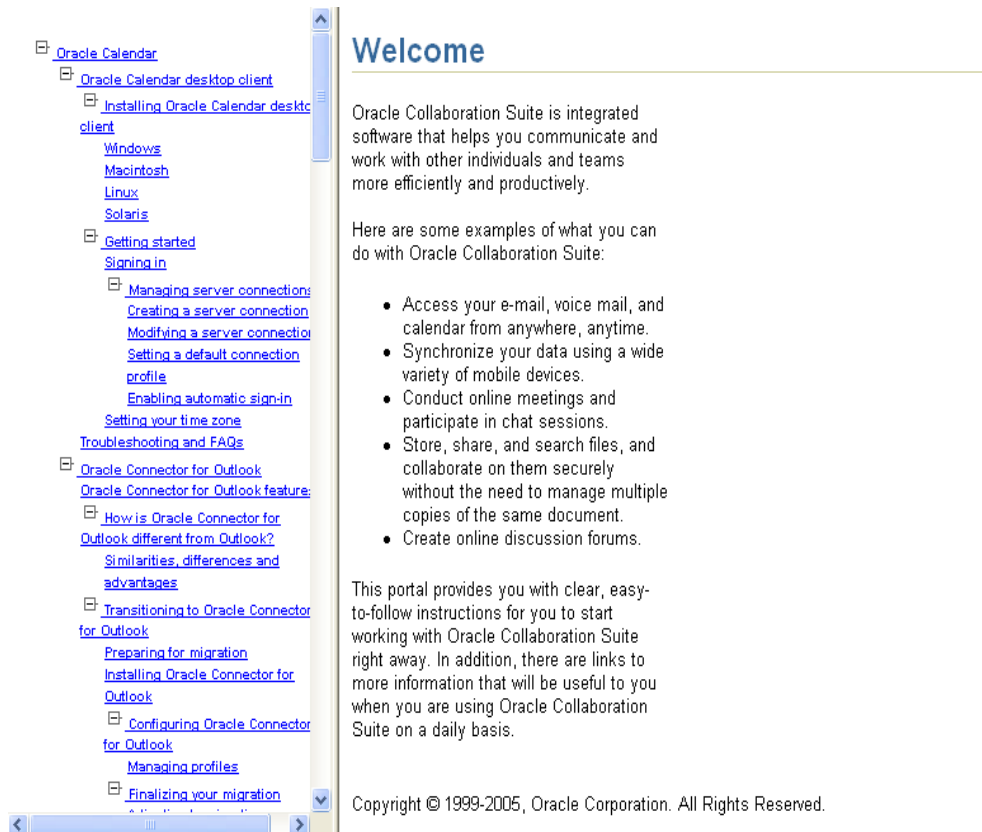 Oracle Calendar
Oracle Calendar desktop client
Installing Oracle Calendar deskto
client
Windows
Macintosh
Linux
Solaris
Getting started
Signing in
Managing server connections
Creating a server connection
Modifying a server connection
Setting a default connection
profile
Enabling automatic sign-in
Setting your time zone
Troubleshooting and FAQs
Oracle Connector for Outlook
Oracle Connector for Outlook features
How is Oracle Connector for
Outlook different from Outlook?
Similarities, differences and
advantages
Transitioning to Oracle Connector
for Outlook
Preparing for migration
Installing Oracle Connector for
Outlook
Configuring Oracle Connector
for Outlook
Managing profiles
Finalizing your migration
Welcome
Oracle Collaboration Suite is integrated
software that helps you communicate and
work with other individuals and teams
more efficiently and productively.
Here are some examples of what you can
do with Oracle Collaboration Suite:
• Access your e-mail, voice mail, and
calendar from anywhere, anytime.
• Synchronize your data using a wide
variety of mobile devices.
• Conduct online meetings and
participate in chat sessions.
• Store, share, and search files, and
collaborate on them securely
without the need to manage multiple
copies of the same document.
• Create online discussion forums.
This portal provides you with clear, easy-
to-follow instructions for you to start
working with Oracle Collaboration Suite
right away. In addition, there are links to
more information that will be useful to you
when you are using Oracle Collaboration
Suite on a daily basis.
Copyright © 1999-2005, Oracle Corporation. All Rights Reserved.